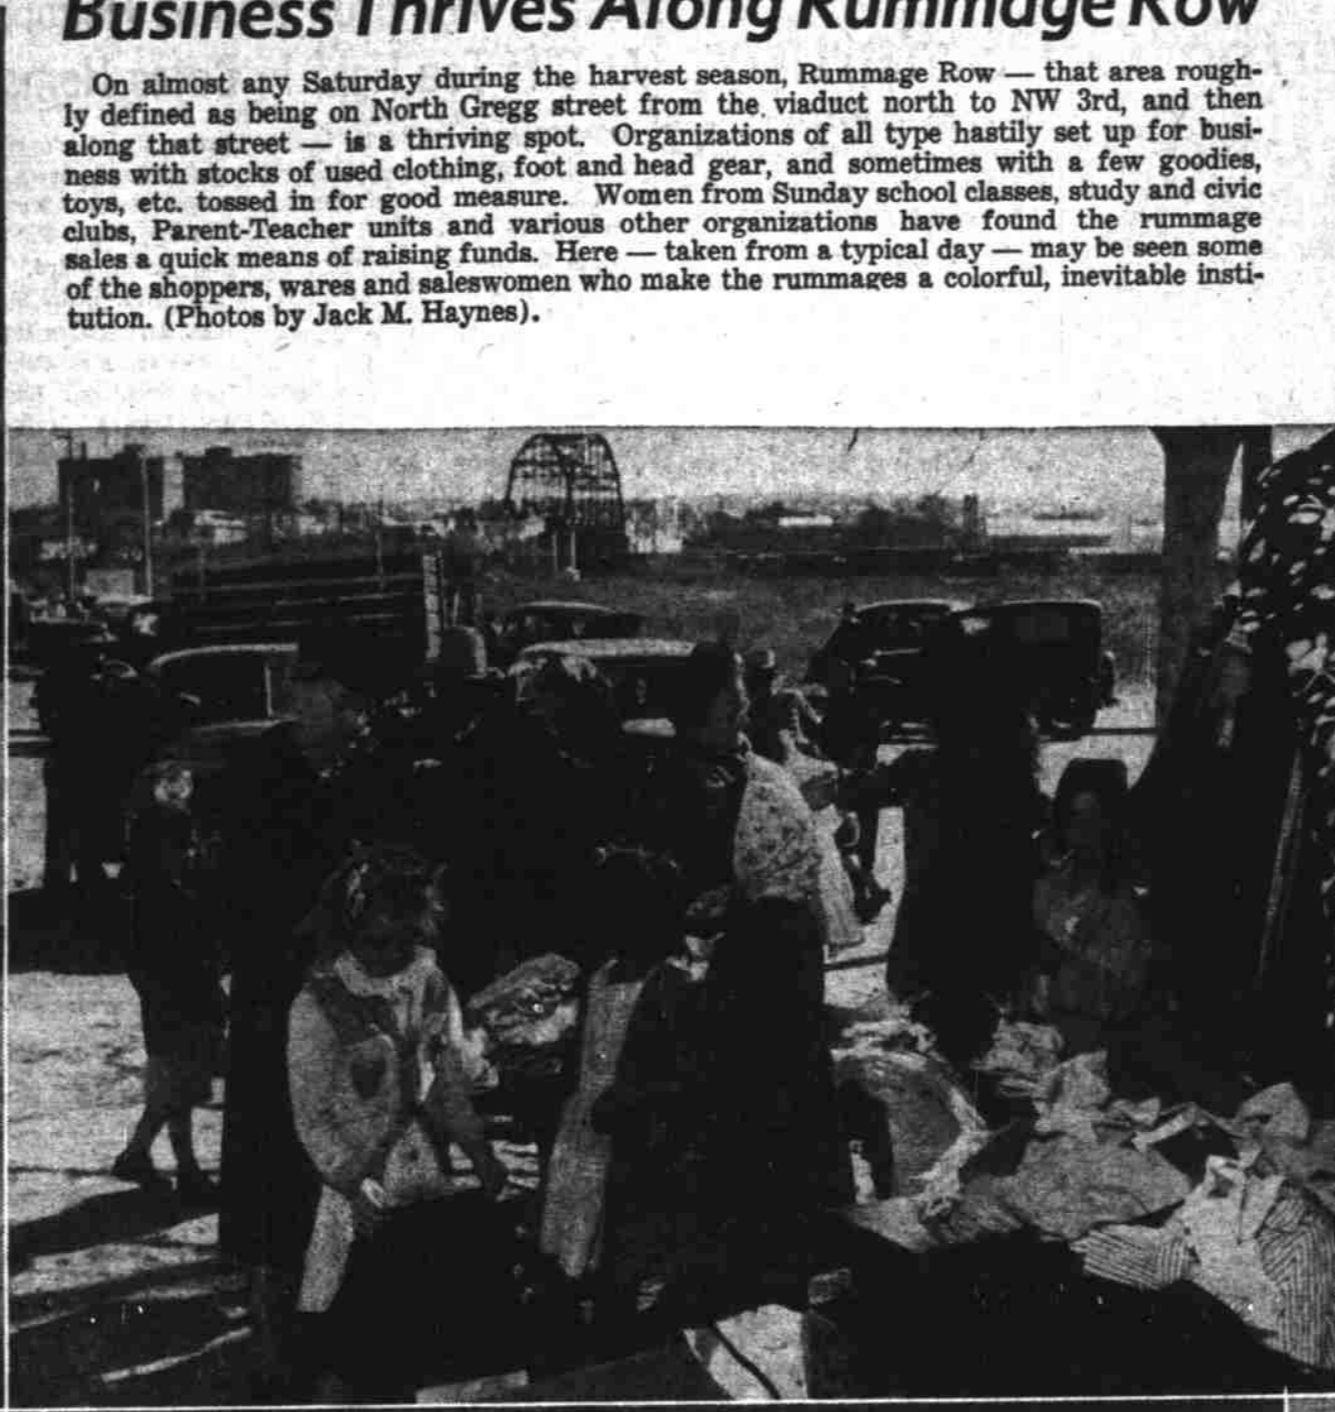 Business Thrives Along Rummage Row
On almost any Saturday during the harvest season, Rummage Row — that area rough-
ly defined as being on North Gregg street from the viaduct north to NW 3rd, and then
along that street — is a thriving spot. Organizations of all type hastily set up for busi-
ness with stocks of used clothing, foot and head gear, and sometimes with a few goodies,
toys, etc. tossed in for good measure. Women from Sunday school classes, study and civic
clubs, Parent-Teacher units and various other organizations have found the rummage
sales a quick means of raising funds. Here — taken from a typical day — may be seen some
of the shoppers, wares and saleswomen who make the rummages a colorful, inevitable insti-
tution. (Photos by Jack M. Haynes).